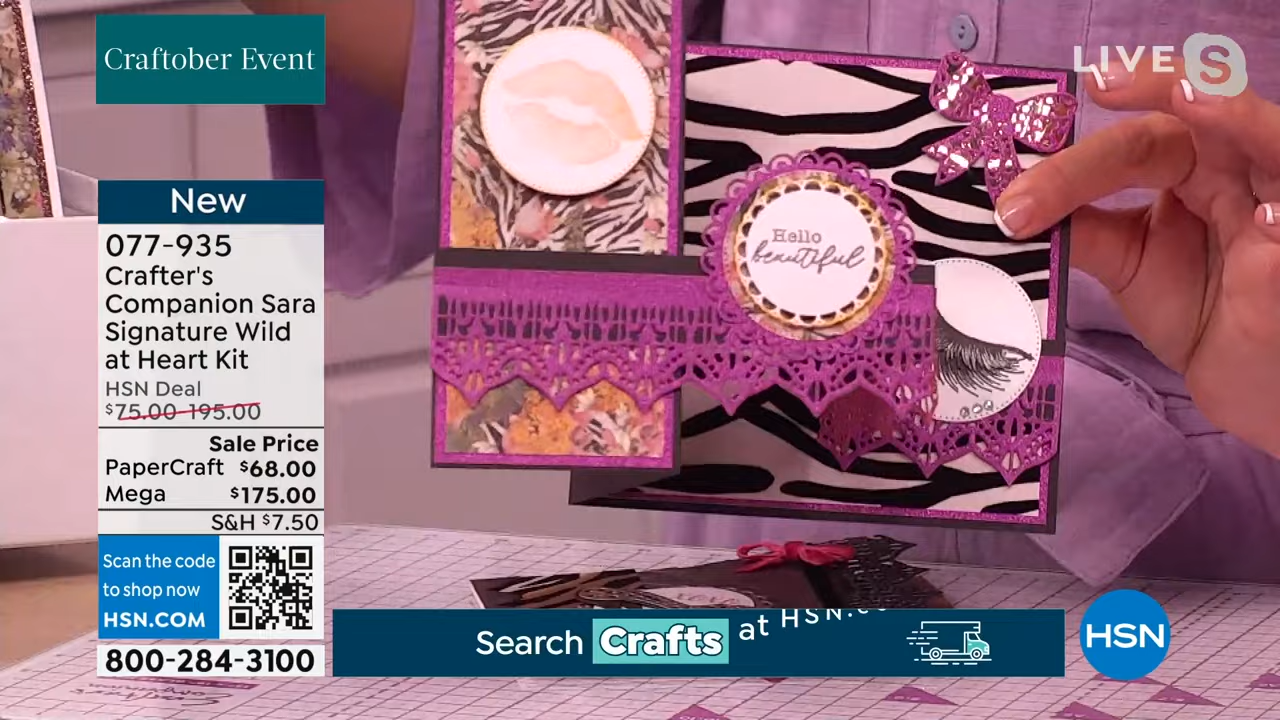 Craftober Event
LIVE S
New
077-935
Crafter's
Companion Sara
Signature Wild
at Heart Kit
HSN Deal
$75.00-195.00
Sale Price
PaperCraft $68.00
Mega $175.00
S&H $7.50
Scan the code
to shop now
HSN.COM
800-284-3100
Hello
beautiful
Search Crafts at HSN.co
HSN